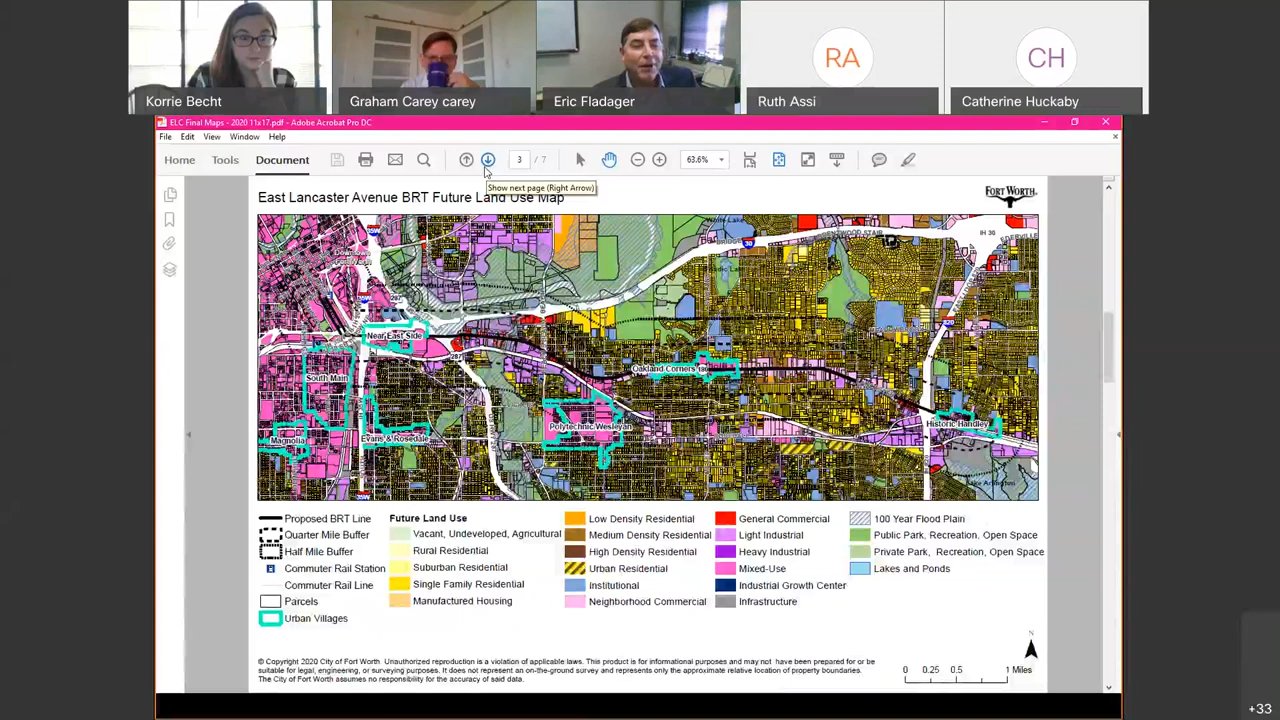 RA
CH
Korrie Becht
Graham Carey carey
Eric Fladager
Ruth Assi
Catherine Huckaby
ELC Final Maps - 2020 11x17.pdf - Adobe Acrobat Pro DC
File Edit View Window Help
Home Tools Document 3 / 7 63.6%
Show next page (Right Arrow)
East Lancaster Avenue BRT Future Land Use Map
FORT WORTH
IH 30
30
Near East Side
287
287
Oakland Corners
South Main
820
Historic Handley
Polytechnic Wesleyan
Magnolia
Evans & Rosedale
Lake Arlington
Proposed BRT Line
Quarter Mile Buffer
Half Mile Buffer
Commuter Rail Station
Commuter Rail Line
Parcels
Urban Villages
Future Land Use
Vacant, Undeveloped, Agricultural
Rural Residential
Suburban Residential
Single Family Residential
Manufactured Housing
Low Density Residential
Medium Density Residential
High Density Residential
Urban Residential
Institutional
Neighborhood Commercial
General Commercial
Light Industrial
Heavy Industrial
Mixed-Use
Industrial Growth Center
Infrastructure
100 Year Flood Plain
Public Park, Recreation, Open Space
Private Park, Recreation, Open Space
Lakes and Ponds
N
© Copyright 2020 City of Fort Worth Unauthorized reproduction is a violation of applicable laws. This product is for informational purposes and may not have been prepared for or be
suitable for legal, engineering, or surveying purposes. It does not represent an on-the-ground survey and represents only the approximate relative location of property boundaries.
The City of Fort Worth assumes no responsibility for the accuracy of said data.
0 0.25 0.5 1 Miles
+33